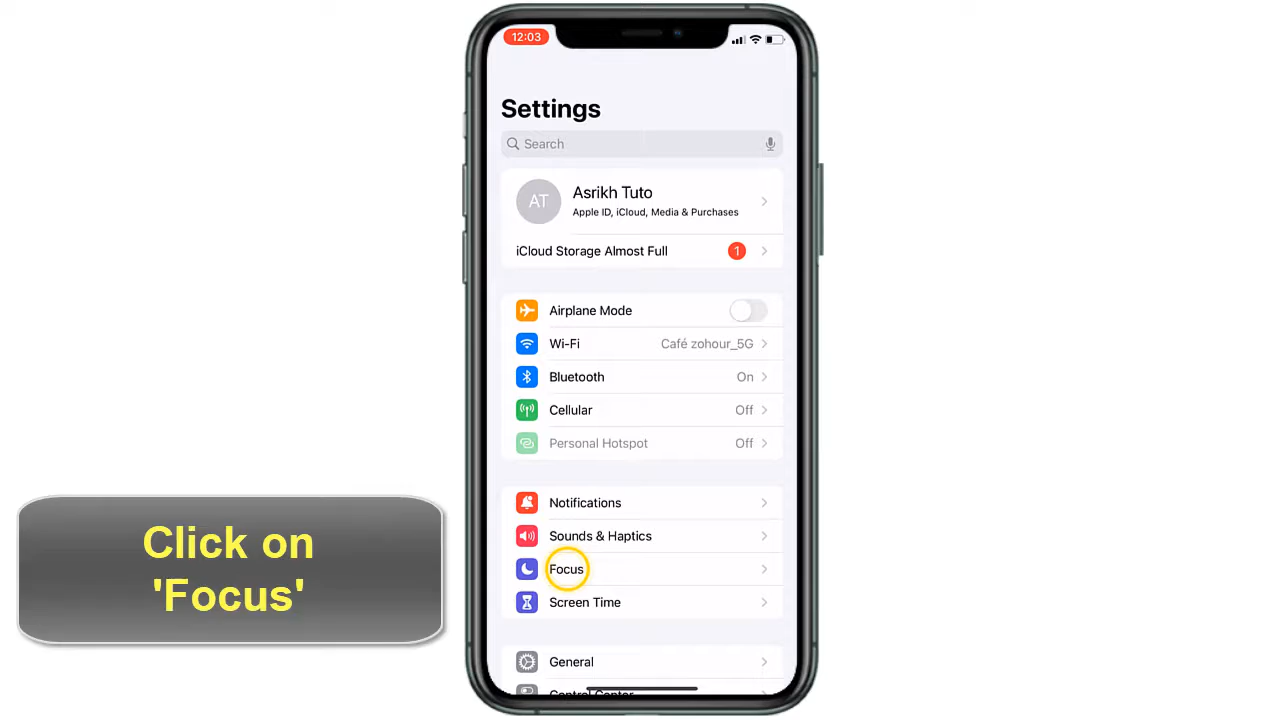 12:03
Settings
Search
AT
Asrikh Tuto
Apple ID, iCloud, Media & Purchases
iCloud Storage Almost Full 1
Airplane Mode
Wi-Fi Café zohour_5G
Bluetooth On
Cellular Off
Personal Hotspot Off
Notifications
Sounds & Haptics
Focus
Screen Time
General
Control Center
Click on
'Focus'